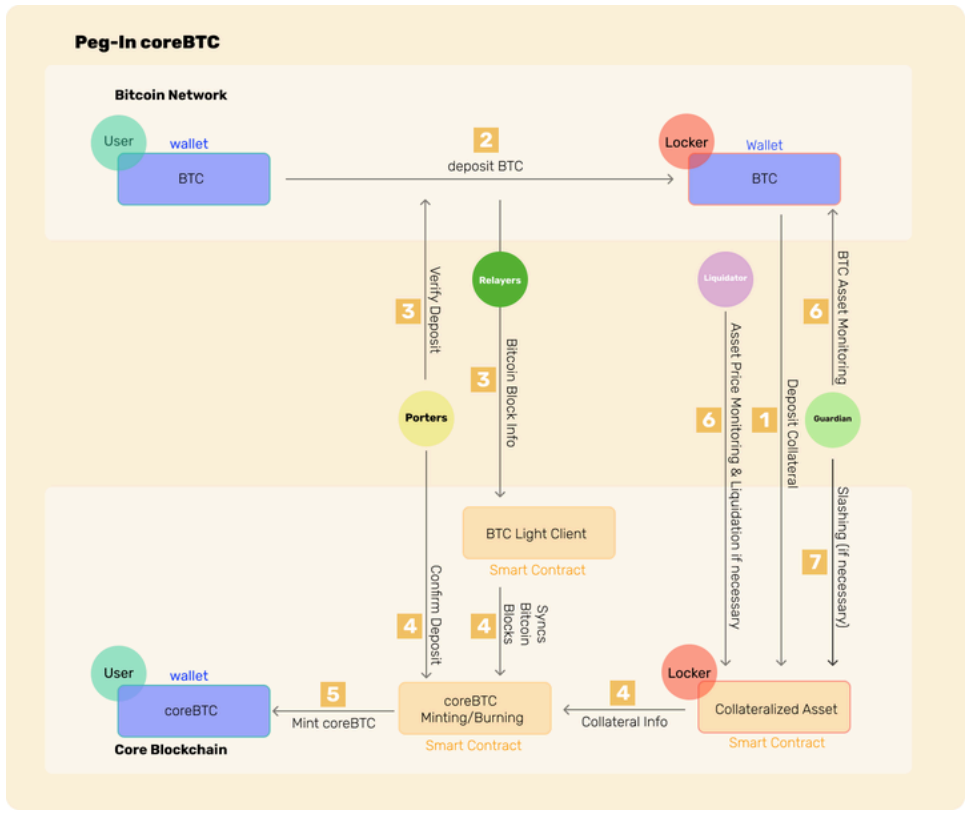 Peg-In coreBTC
Bitcoin Network
User
wallet
BTC
2
deposit BTC
Locker
Wallet
BTC
3
Verify Deposit
Relayers
3
Bitcoin Block Info
Liquidator
6
Asset Price Monitoring & Liquidation if necessary
1
Deposit Collateral
6
BTC Asset Monitoring
Porters
Guardian
7
Slashing (if necessary)
BTC Light Client
Smart Contract
4
Confirm Deposit
4
Syncs
Bitcoin
Blocks
User
wallet
coreBTC
Core Blockchain
5
Mint coreBTC
coreBTC
Minting/Burning
Smart Contract
4
Collateral Info
Locker
Collateralized Asset
Smart Contract